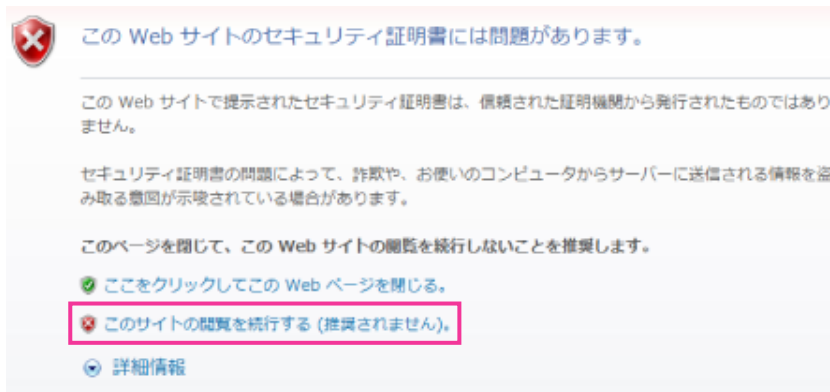 この Web サイトのセキュリティ証明書には問題があります。
この Web サイトで提示されたセキュリティ証明書は、信頼された証明機関から発行されたものではあり
ません。
セキュリティ証明書の問題によって、詐欺や、お使いのコンピュータからサーバーに送信される情報を盗
み取る意図が示唆されている場合があります。
このページを閉じて、この Web サイトの閲覧を続行しないことを推奨します。
ここをクリックしてこの Web ページを閉じる。
このサイトの閲覧を続行する (推奨されません)。
詳細情報